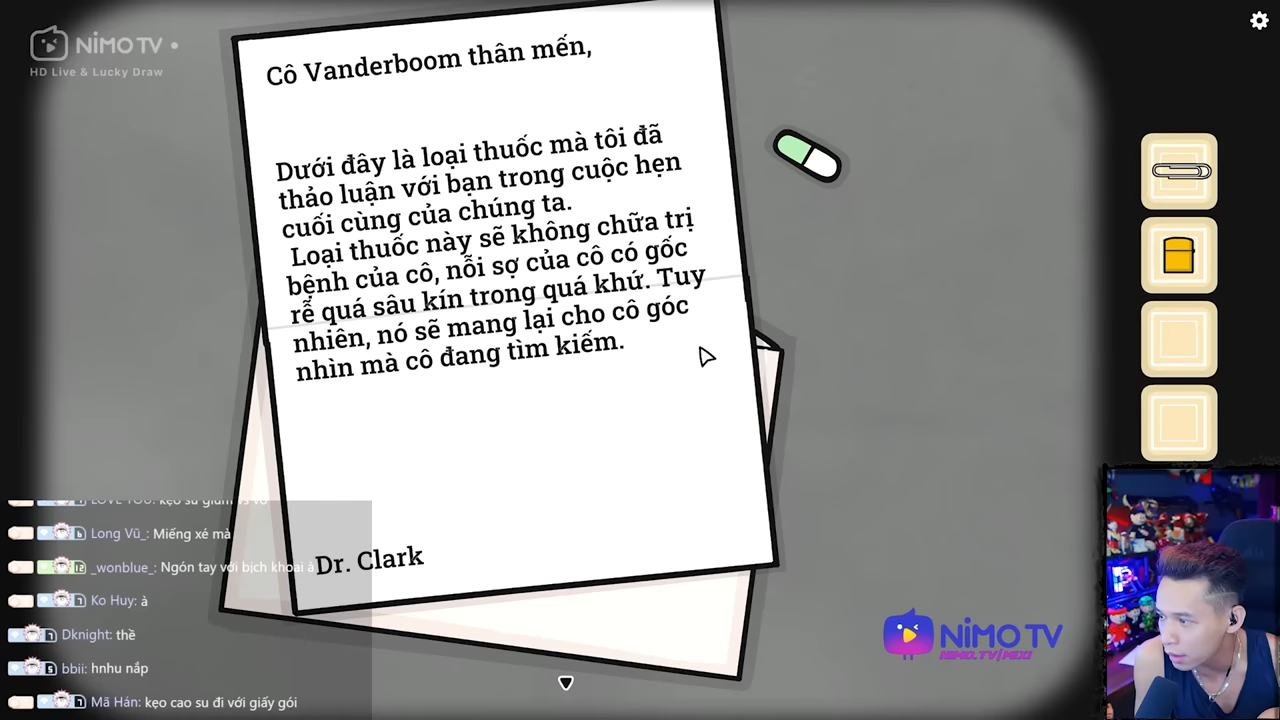 NIMO TV
HD Live & Lucky Draw
Cô Vanderboom thân mến,
Dưới đây là loại thuốc mà tôi đã
thảo luận với bạn trong cuộc hẹn
cuối cùng của chúng ta.
Loại thuốc này sẽ không chữa trị
bệnh của cô, nỗi sợ của cô có gốc
rễ quá sâu kín trong quá khứ. Tuy
nhiên, nó sẽ mang lại cho cô góc
nhìn mà cô đang tìm kiếm.
Dr. Clark
Long Vũ_: Miếng xé mà
_wonblue_: Ngón tay với bịch khoai à
Ko Huy: à
Dknight: thề
bbii: hnhu nắp
Mã Hán: kẹo cao su đi với giấy gói
NIMO TV
NIMO.TV/MIXI